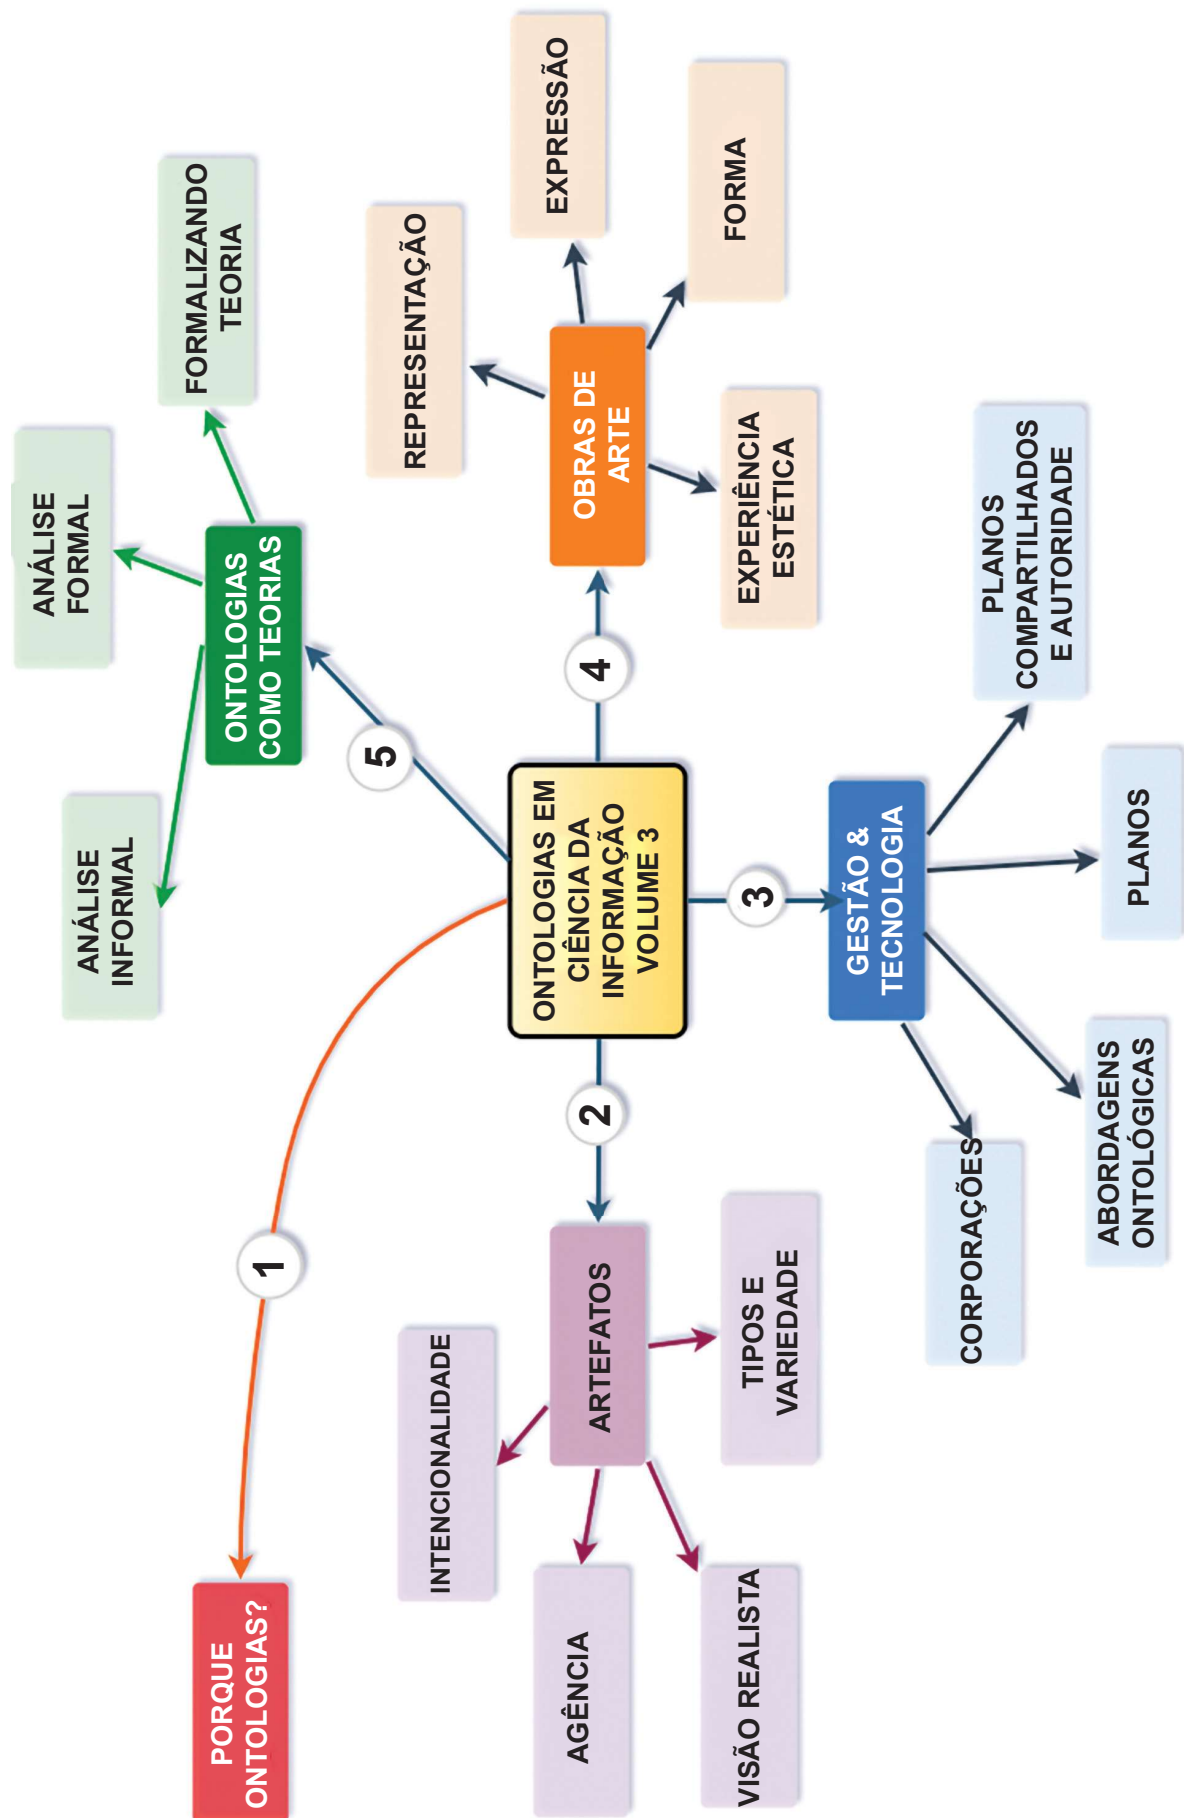 PORQUE
ONTOLOGIAS?
1
ANÁLISE
INFORMAL
ANÁLISE
FORMAL
FORMALIZANDO
TEORIA
ONTOLOGIAS
COMO TEORIAS
5
INTENCIONALIDADE
AGÊNCIA
VISÃO REALISTA
ARTEFATOS
TIPOS E
VARIEDADE
2
ONTOLOGIAS EM
CIÊNCIA DA
INFORMAÇÃO
VOLUME 3
4
OBRAS DE
ARTE
REPRESENTAÇÃO
EXPRESSÃO
FORMA
EXPERIÊNCIA
ESTÉTICA
3
GESTÃO &
TECNOLOGIA
CORPORAÇÕES
ABORDAGENS
ONTOLÓGICAS
PLANOS
PLANOS
COMPARTILHADOS
E AUTORIDADE